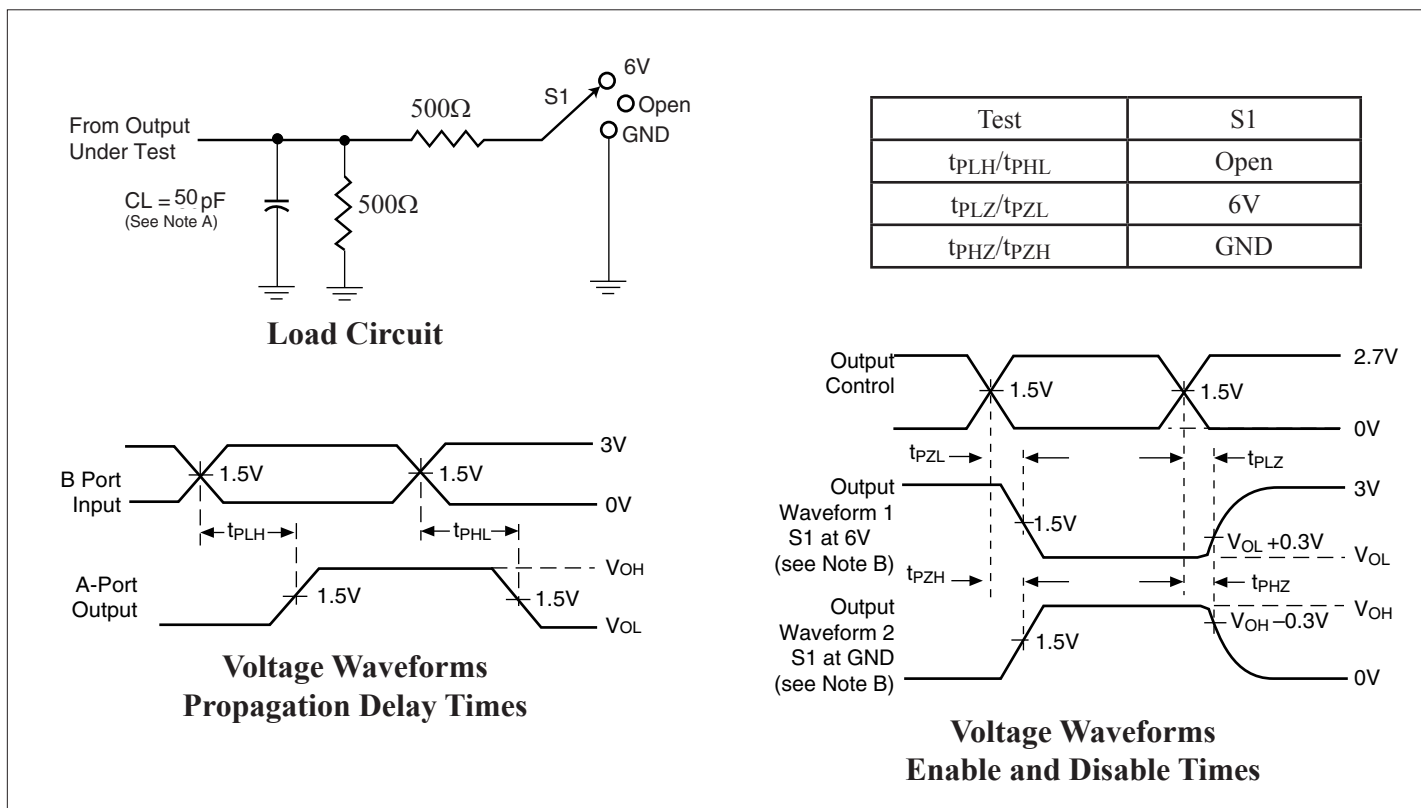 6V
S1
Open
GND
500Ω
From Output
Under Test
CL = 50 pF
(See Note A)
500Ω
Load Circuit
Test S1
tPLH/tPHL Open
tPLZ/tPZL 6V
tPHZ/tPZH GND
B Port
Input
1.5V
1.5V
3V
0V
tPLH
tPHL
A-Port
Output
1.5V
1.5V
VOH
VOL
Voltage Waveforms
Propagation Delay Times
Output
Control
1.5V
1.5V
2.7V
0V
tPZL
tPLZ
Output
Waveform 1
S1 at 6V
(see Note B)
1.5V
3V
VOL +0.3V
VOL
tPZH
tPHZ
Output
Waveform 2
S1 at GND
(see Note B)
1.5V
VOH
VOH –0.3V
0V
Voltage Waveforms
Enable and Disable Times